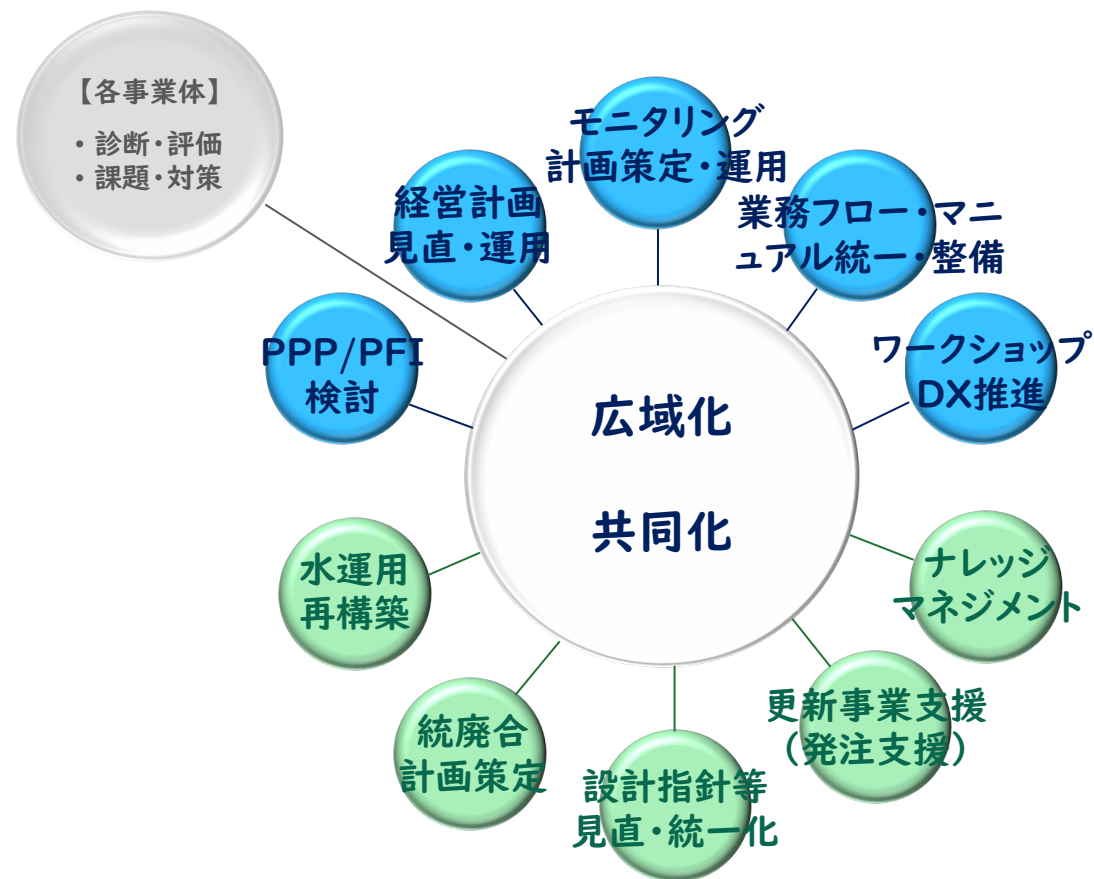 【各事業体】
・診断・評価
・課題・対策
モニタリング
計画策定・運用
経営計画
見直・運用
業務フロー・マニ
ュアル統一・整備
PPP/PFI
検討
ワークショップ
DX推進
広域化
共同化
水運用
再構築
ナレッジ
マネジメント
統廃合
計画策定
更新事業支援
（発注支援）
設計指針等
見直・統一化